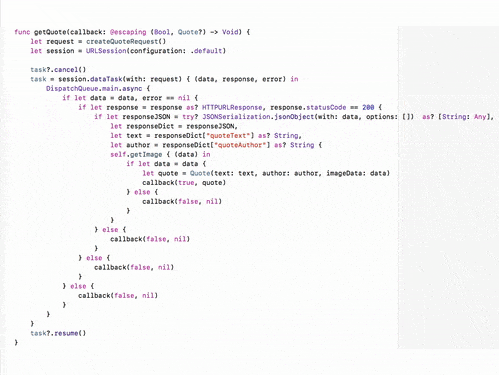 func getQuote(callback: @escaping (Bool, Quote?) -> Void) {
let request = createQuoteRequest()
let session = URLSession(configuration: .default)
task?.cancel()
task = session.dataTask(with: request) { (data, response, error) in
DispatchQueue.main.async {
if let data = data, error == nil {
if let response = response as? HTTPURLResponse, response.statusCode == 200 {
if let responseJSON = try? JSONSerialization.jsonObject(with: data, options: []) as? [String: Any],
let responseDict = responseJSON,
let text = responseDict["quoteText"] as? String,
let author = responseDict["quoteAuthor"] as? String {
self.getImage { (data) in
if let data = data {
let quote = Quote(text: text, author: author, imageData: data)
callback(true, quote)
} else {
callback(false, nil)
}
}
} else {
callback(false, nil)
}
} else {
callback(false, nil)
}
} else {
callback(false, nil)
}
}
}
task?.resume()
}